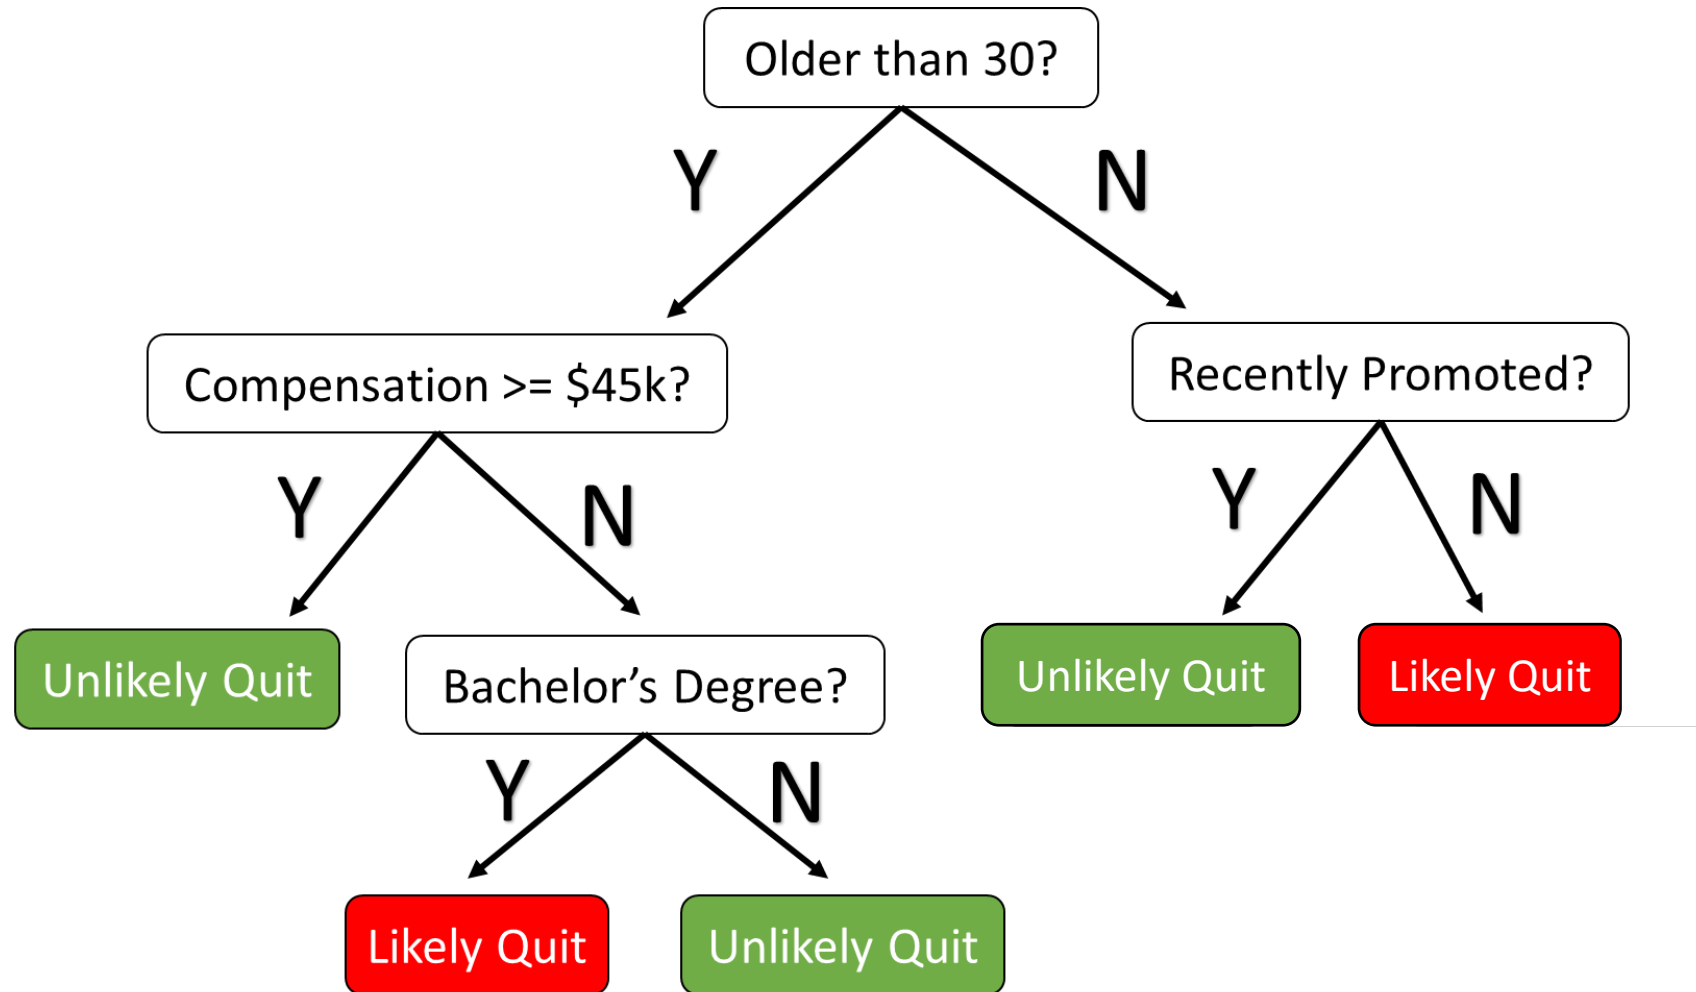 Older than 30?
Y
N
Compensation >= $45k?
Recently Promoted?
Y
N
Y
N
Unlikely Quit
Bachelor’s Degree?
Unlikely Quit
Likely Quit
Y
N
Likely Quit
Unlikely Quit